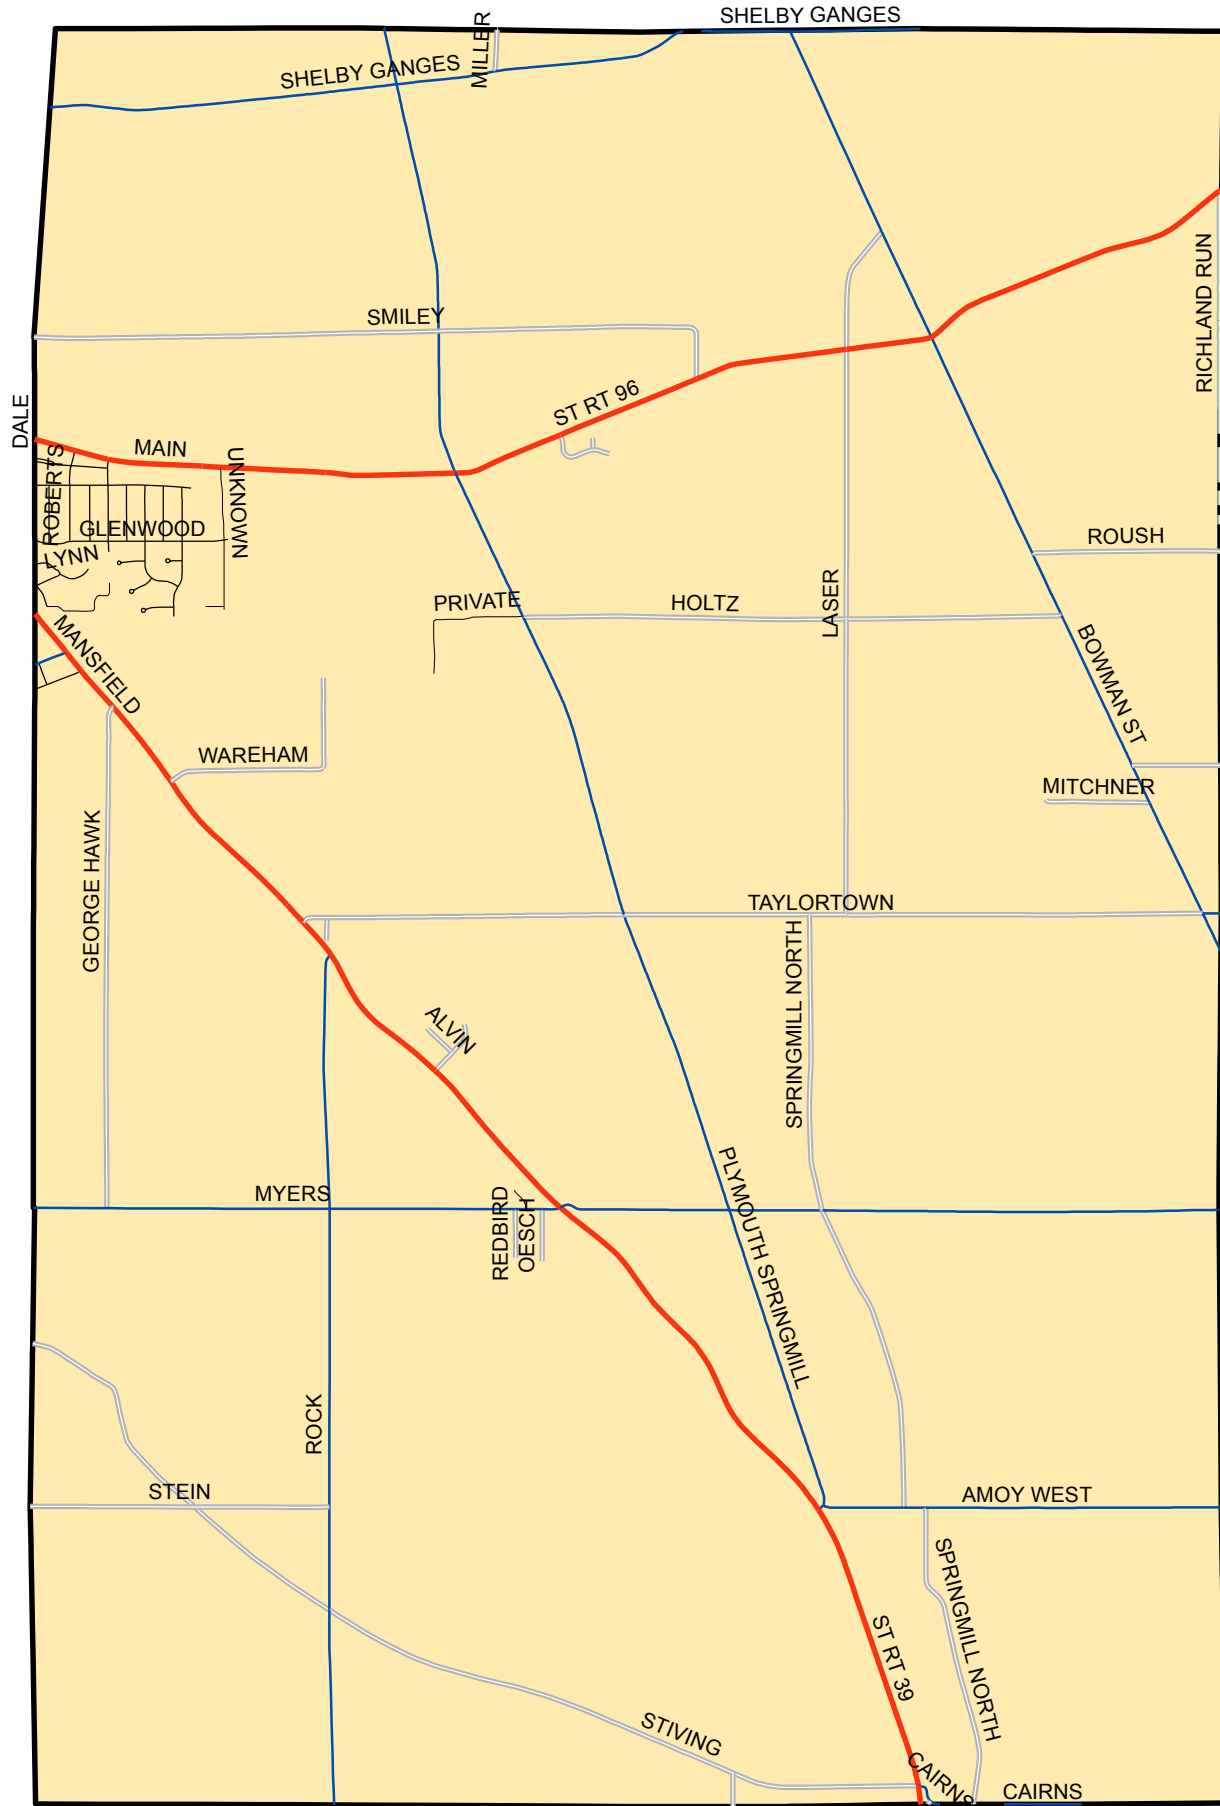 SHELBY GANGES
MILLER
SHELBY GANGES
RICHLAND RUN
SMILEY
ST RT 96
DALE
MAIN
ROBERTS
UNKNOWN
GLENWOOD
LYNN
ROUSH
LASER
PRIVATE
HOLTZ
MANSFIELD
BOWMAN ST
WAREHAM
MITCHNER
GEORGE HAWK
TAYLORTOWN
SPRINGMILL NORTH
ALVIN
MYERS
REDBIRD
OESCH
PLYMOUTH SPRINGMILL
ROCK
STEIN
AMOY WEST
SPRINGMILL NORTH
ST RT 39
STIVING
CAIRNS
CAIRNS